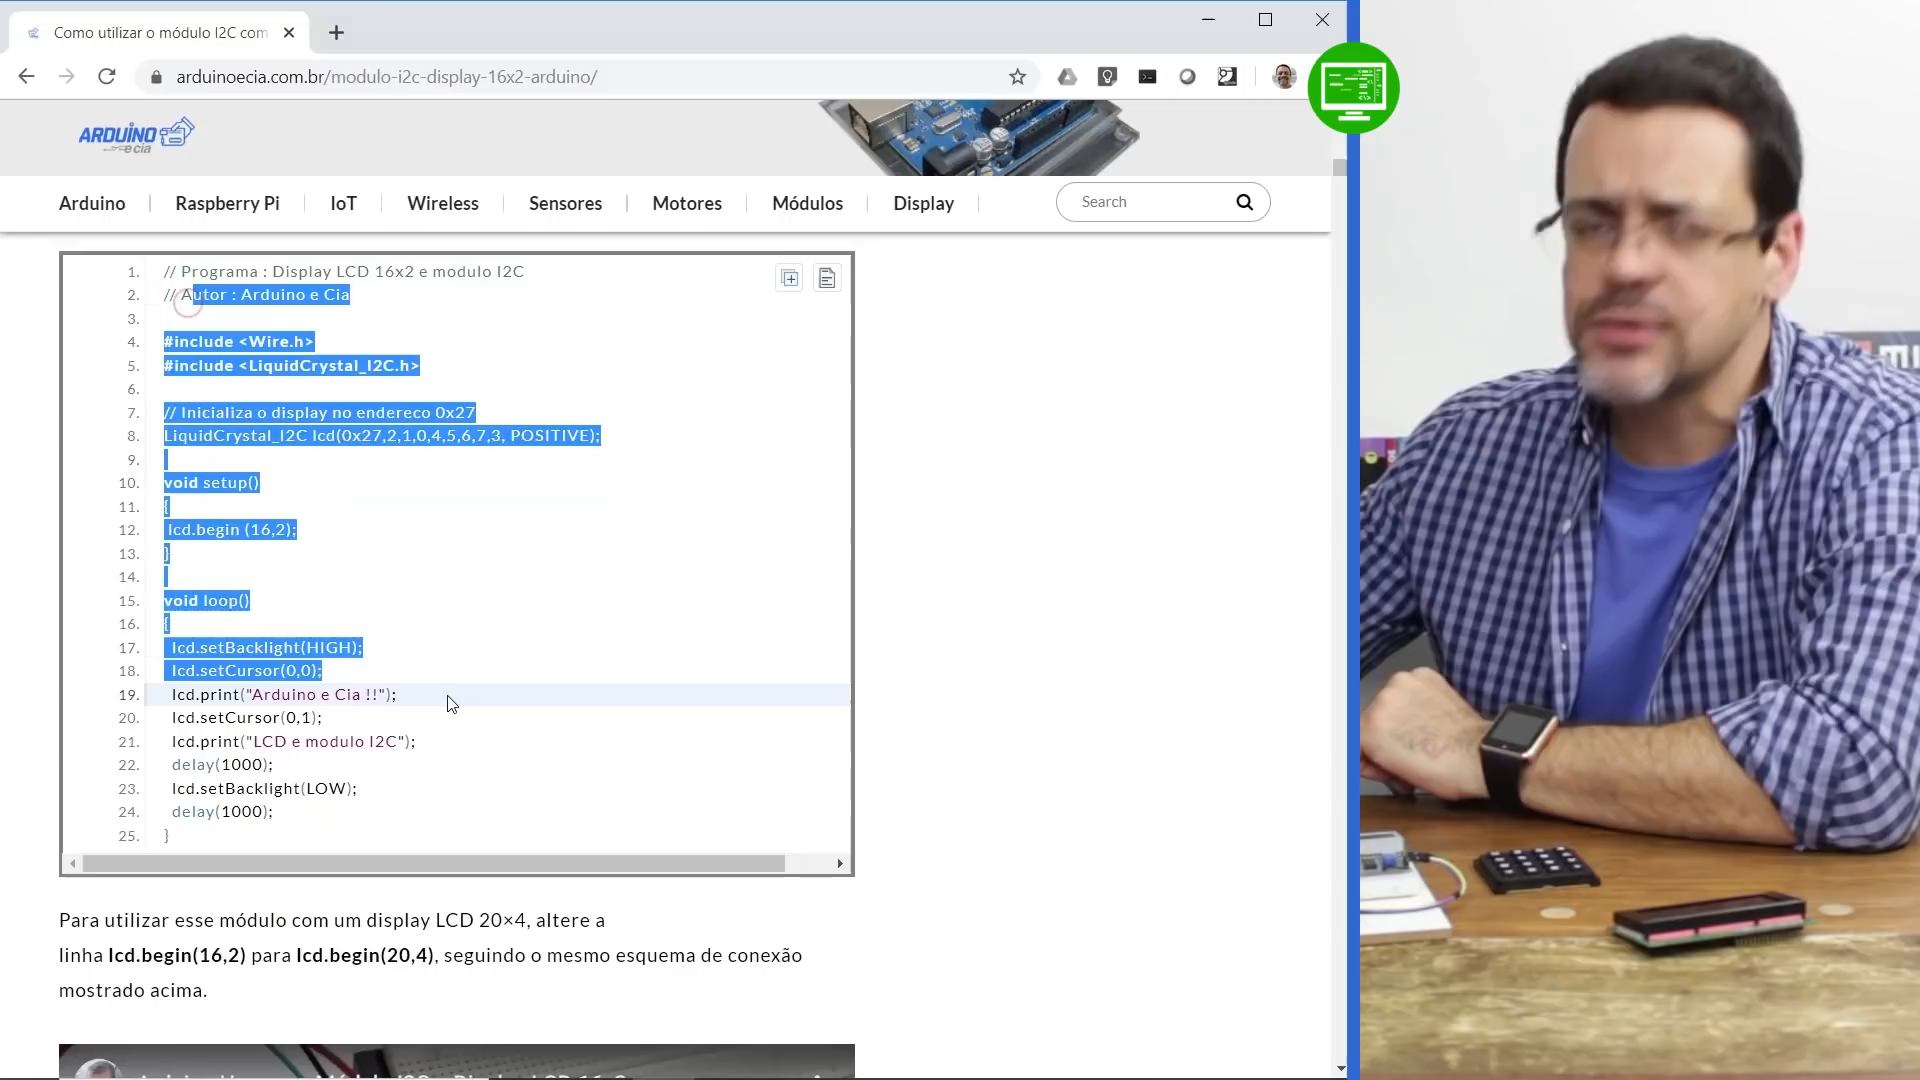 Como utilizar o módulo I2C com
arduinoecia.com.br/modulo-i2c-display-16x2-arduino/
ARDUINO
e cia
Arduino
Raspberry Pi
IoT
Wireless
Sensores
Motores
Módulos
Display
Search
1. // Programa : Display LCD 16x2 e modulo I2C
2. // Autor : Arduino e Cia
3.
4. #include <Wire.h>
5. #include <LiquidCrystal_I2C.h>
6.
7. // Inicializa o display no endereco 0x27
8. LiquidCrystal_I2C lcd(0x27,2,1,0,4,5,6,7,3, POSITIVE);
9.
10. void setup()
11. {
12. lcd.begin (16,2);
13. }
14.
15. void loop()
16. {
17. lcd.setBacklight(HIGH);
18. lcd.setCursor(0,0);
19. lcd.print("Arduino e Cia !!");
20. lcd.setCursor(0,1);
21. lcd.print("LCD e modulo I2C");
22. delay(1000);
23. lcd.setBacklight(LOW);
24. delay(1000);
25. }
Para utilizar esse módulo com um display LCD 20×4, altere a
linha lcd.begin(16,2) para lcd.begin(20,4), seguindo o mesmo esquema de conexão
mostrado acima.